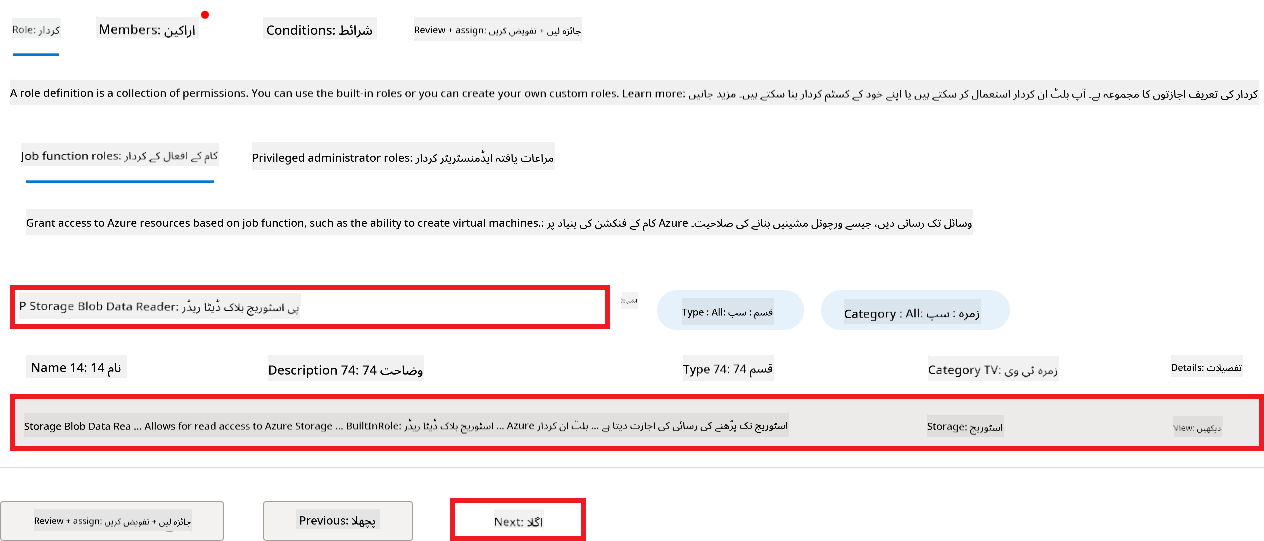 Role: کردار
Members: اراکین
Conditions: شرائط
Review + assign: جائزہ لیں + تفویض کریں
A role definition is a collection of permissions. You can use the built-in roles or you can create your own custom roles. Learn more: کردار کی تعریف اجازتوں کا مجموعہ ہے۔ آپ بلٹ ان کردار استعمال کر سکتے ہیں یا اپنے خود کے کسٹم کردار بنا سکتے ہیں۔ مزید جانیں
Job function roles: کام کے افعال کے کردار
Privileged administrator roles: مراعات یافتہ ایڈمنسٹریٹر کردار
Grant access to Azure resources based on job function, such as the ability to create virtual machines.: کام کے فنکشن کی بنیاد پر Azure وسائل تک رسائی دیں، جیسے ورچوئل مشینیں بنانے کی صلاحیت۔
P Storage Blob Data Reader: پی اسٹوریج بلاک ڈیٹا ریڈر
Type : All: قسم : سب
Category : All: زمرہ : سب
Name 14: نام 14
Description 74: وضاحت 74
Type 74: قسم 74
Category TV: زمرہ ٹی وی
Details: تفصیلات
Storage Blob Data Rea ... Allows for read access to Azure Storage ... BuiltInRole: اسٹوریج بلاک ڈیٹا ریڈر ... Azure اسٹوریج تک پڑھنے کی رسائی کی اجازت دیتا ہے ... بلٹ ان کردار
Storage: اسٹوریج
View: دیکھیں
Review + assign: جائزہ لیں + تفویض کریں
Previous: پچھلا
Next: اگلا